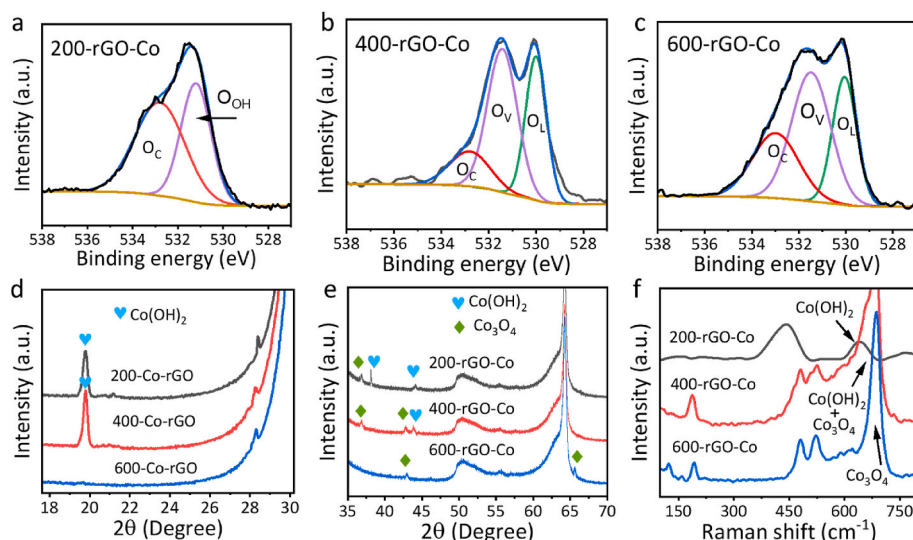 a
200-rGO-Co
O_OH
O_C
Intensity (a.u.)
538 536 534 532 530 528
Binding energy (eV)
b
400-rGO-Co
O_V
O_L
O_C
Intensity (a.u.)
538 536 534 532 530 528
Binding energy (eV)
c
600-rGO-Co
O_V
O_L
O_C
Intensity (a.u.)
538 536 534 532 530 528
Binding energy (eV)
d
Co(OH)₂
200-Co-rGO
400-Co-rGO
600-Co-rGO
Intensity (a.u.)
18 20 22 24 26 28 30
2θ (Degree)
e
Co(OH)₂
Co₃O₄
200-rGO-Co
400-rGO-Co
600-rGO-Co
Intensity (a.u.)
35 40 45 50 55 60 65 70
2θ (Degree)
f
Co(OH)₂
200-rGO-Co
400-rGO-Co
Co(OH)₂
+
Co₃O₄
600-rGO-Co
Co₃O₄
Intensity (a.u.)
150 300 450 600 750
Raman shift (cm⁻¹)